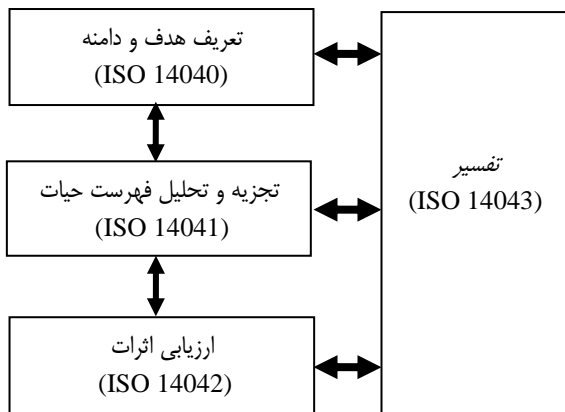 تعریف هدف و دامنه
(ISO 14040)
تجزیه و تحلیل فهرست حیات
(ISO 14041)
ارزیابی اثرات
(ISO 14042)
تفسیر
(ISO 14043)